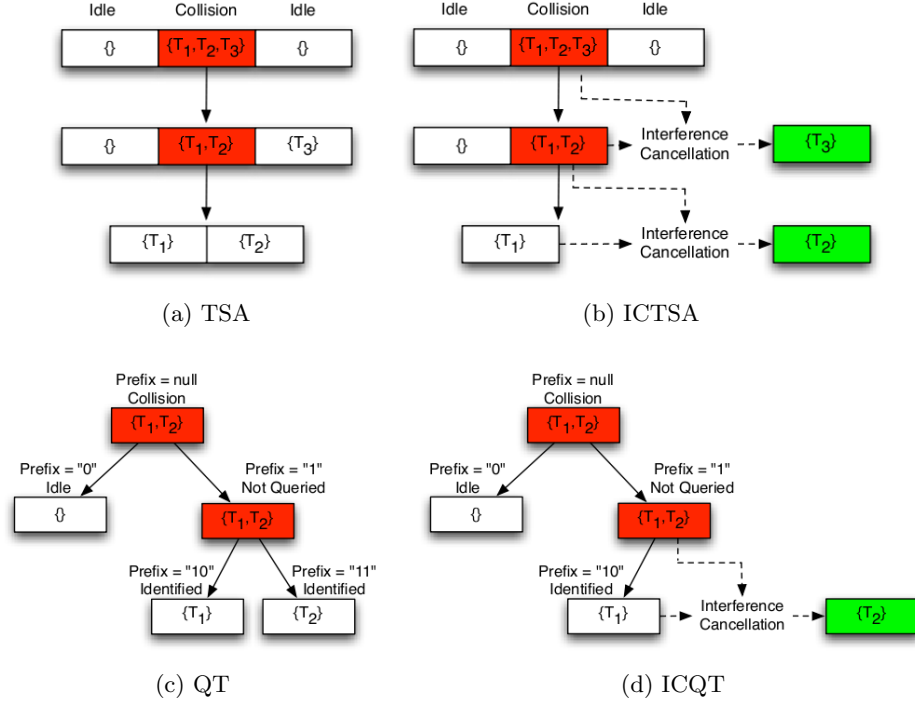 Idle Collision Idle
{} {T1,T2,T3} {}
{} {T1,T2} {T3}
{T1} {T2}
(a) TSA
Idle Collision Idle
{} {T1,T2,T3} {}
{} {T1,T2} Interference
Cancellation {T3}
{T1} Interference
Cancellation {T2}
(b) ICTSA
Prefix = null
Collision
{T1,T2}
Prefix = "0"
Idle
{}
Prefix = "1"
Not Queried
{T1,T2}
Prefix = "10"
Identified
{T1}
Prefix = "11"
Identified
{T2}
(c) QT
Prefix = null
Collision
{T1,T2}
Prefix = "0"
Idle
{}
Prefix = "1"
Not Queried
{T1,T2}
Prefix = "10"
Identified
{T1}
Interference
Cancellation
{T2}
(d) ICQT